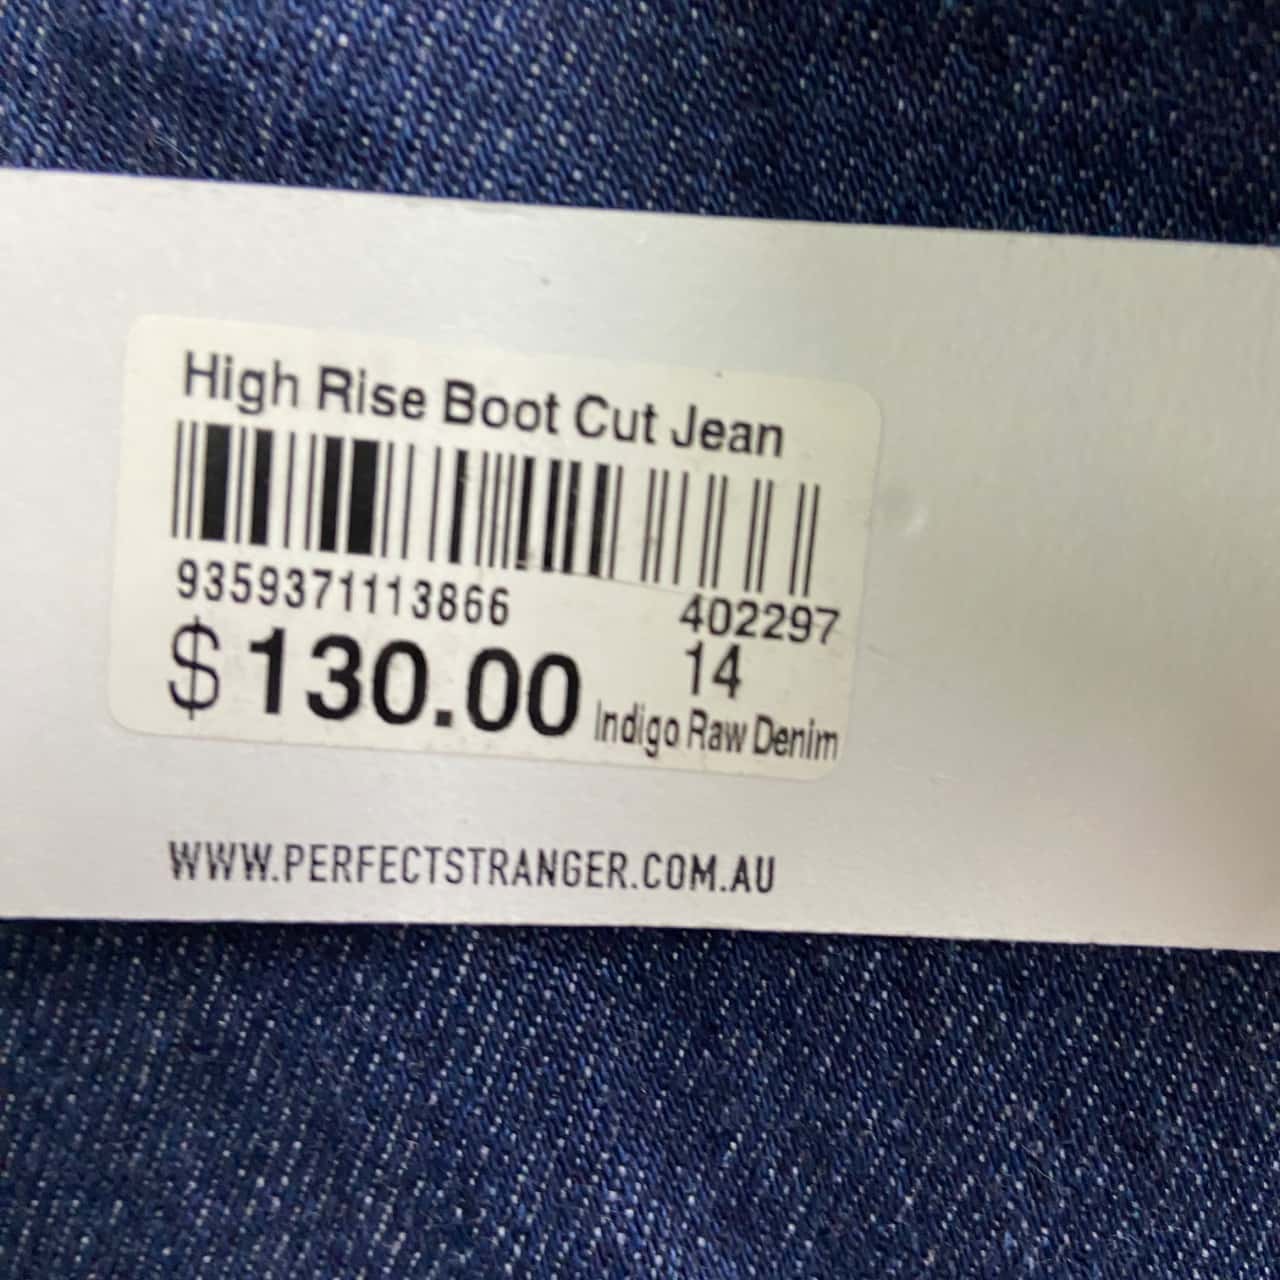 High Rise Boot Cut Jean
9359371113866 402297
$130.00 14
Indigo Raw Denim
WWW.PERFECTSTRANGER.COM.AU